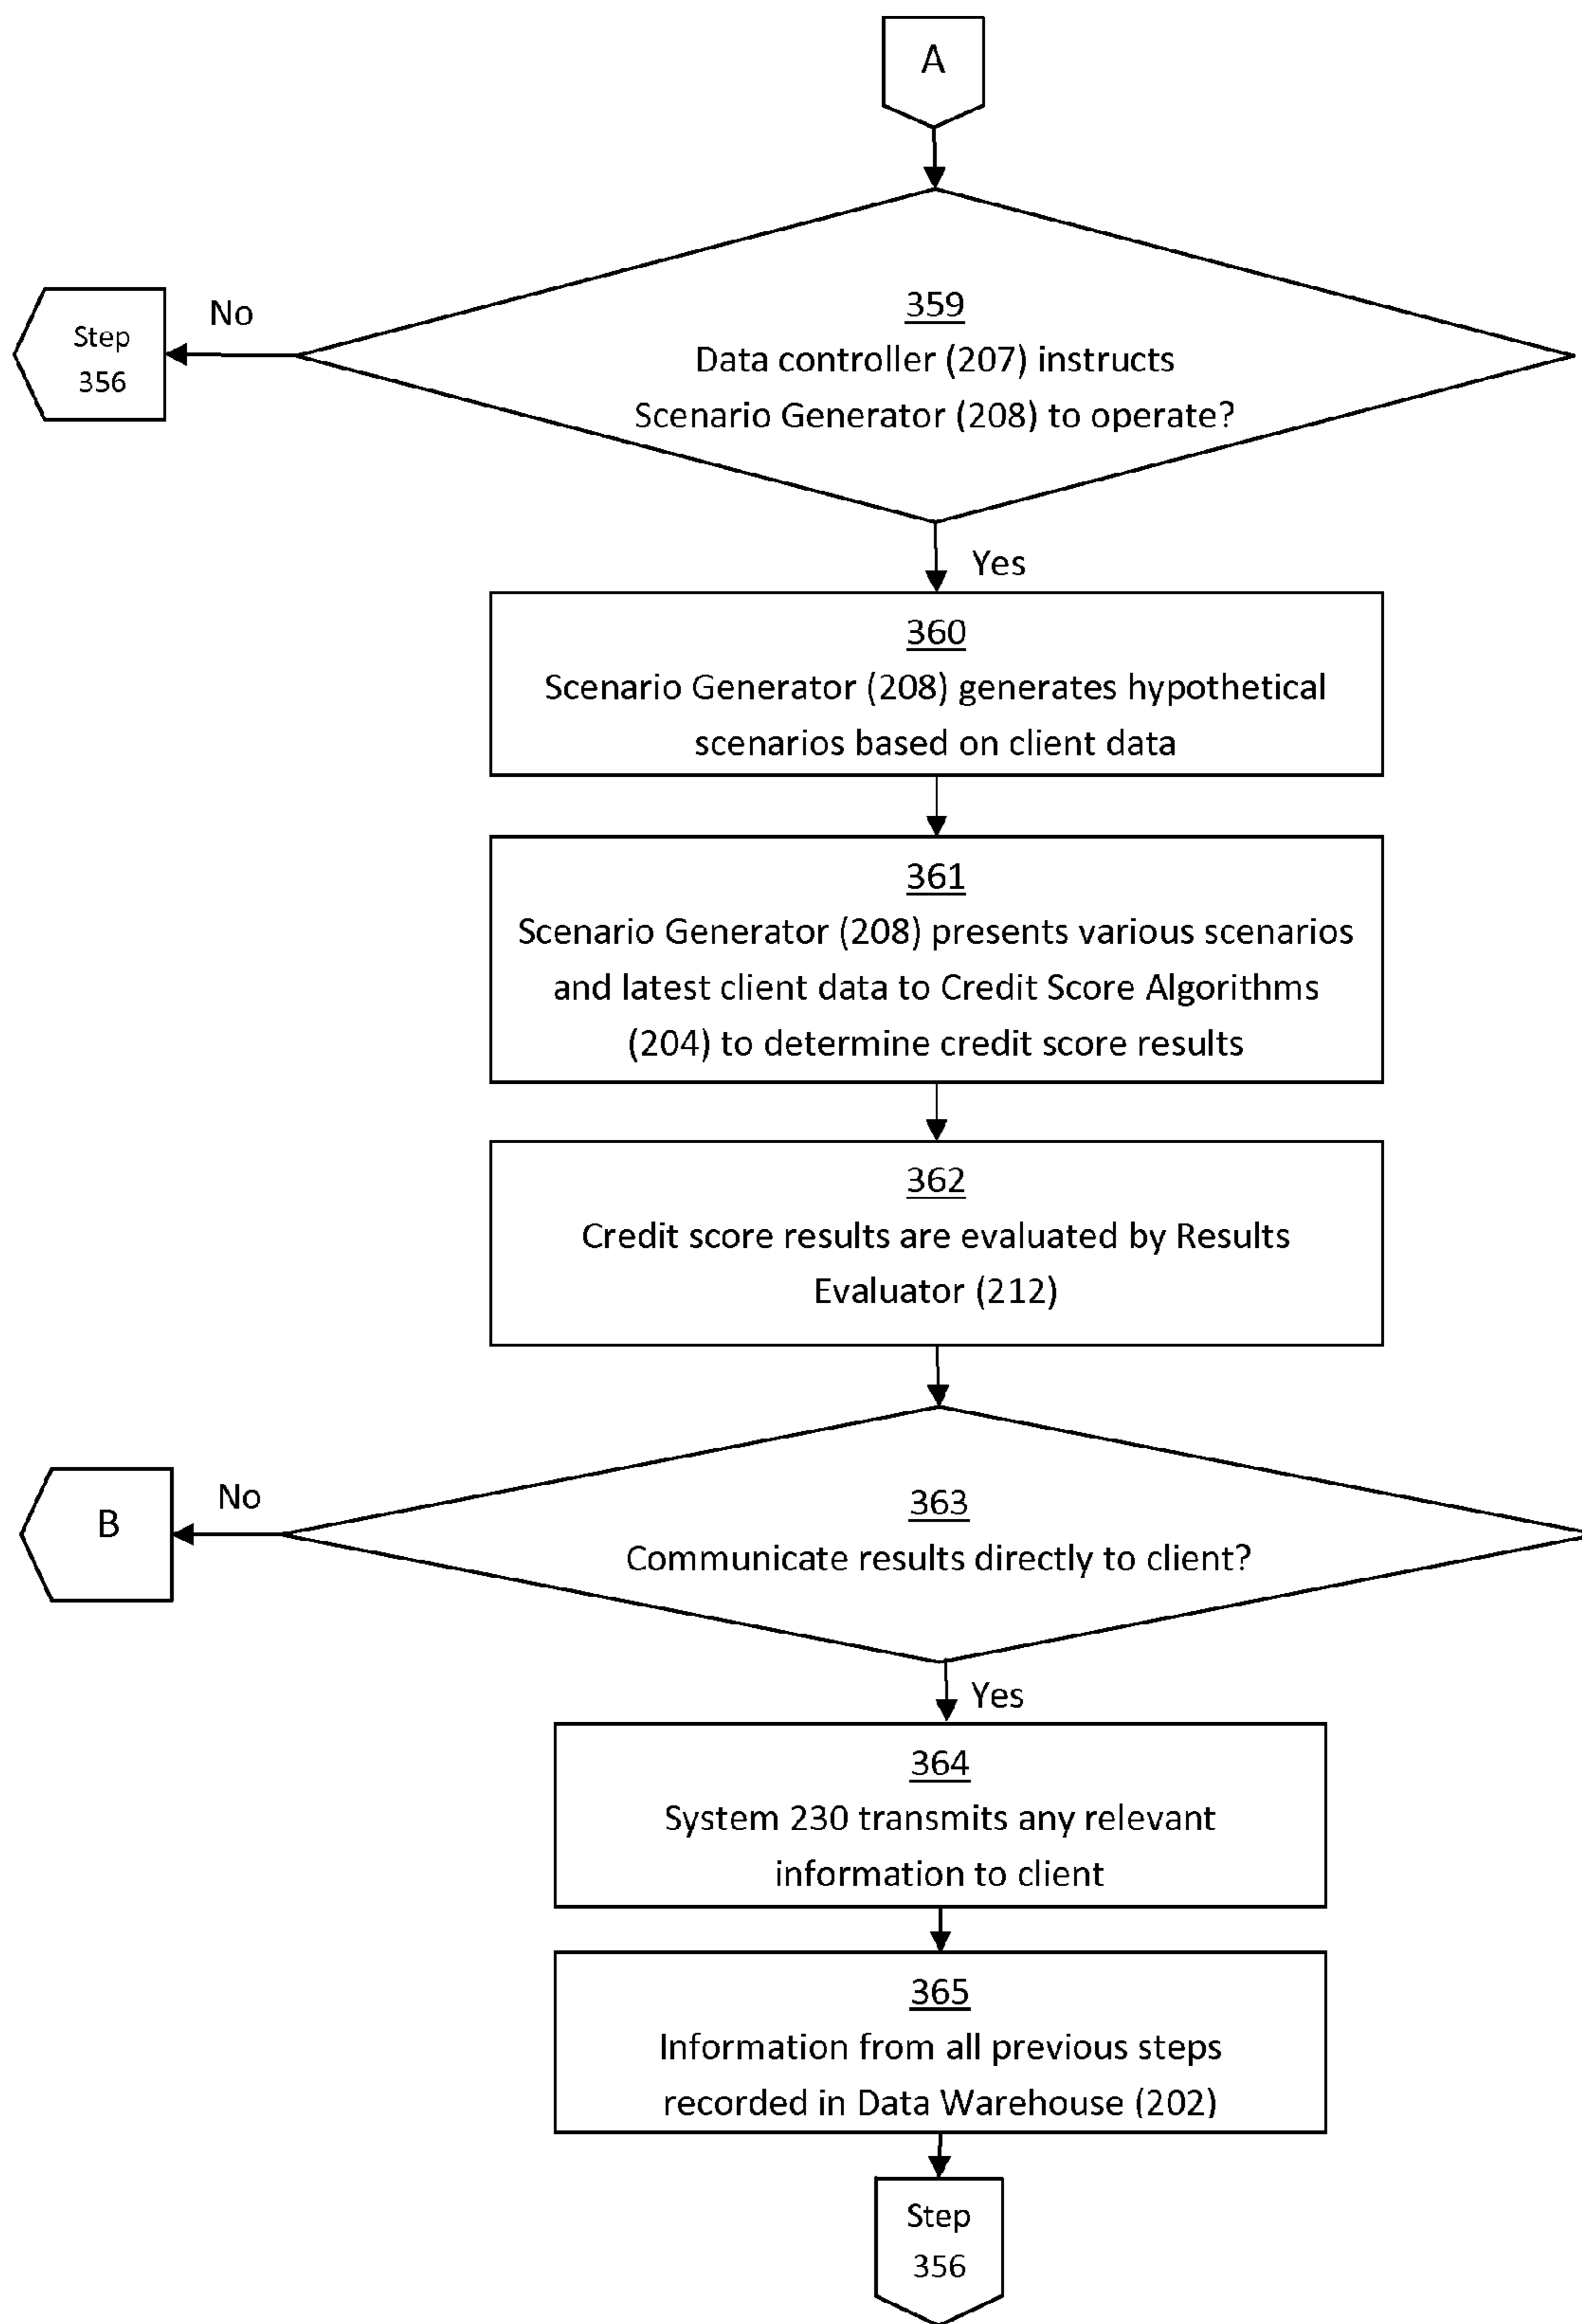 A
359
Data controller (207) instructs
Scenario Generator (208) to operate?
No
Step
356
Yes
360
Scenario Generator (208) generates hypothetical
scenarios based on client data
361
Scenario Generator (208) presents various scenarios
and latest client data to Credit Score Algorithms
(204) to determine credit score results
362
Credit score results are evaluated by Results
Evaluator (212)
363
Communicate results directly to client?
No
B
Yes
364
System 230 transmits any relevant
information to client
365
Information from all previous steps
recorded in Data Warehouse (202)
Step
356